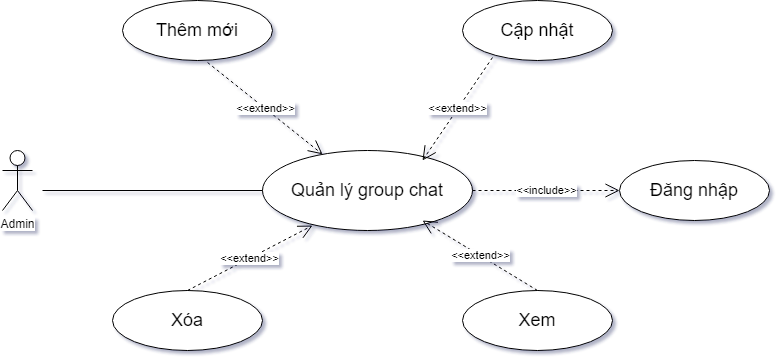 Thêm mới
Cập nhật
<<extend>>
<<extend>>
Quản lý group chat
<<include>>
Đăng nhập
Admin
<<extend>>
<<extend>>
Xóa
Xem